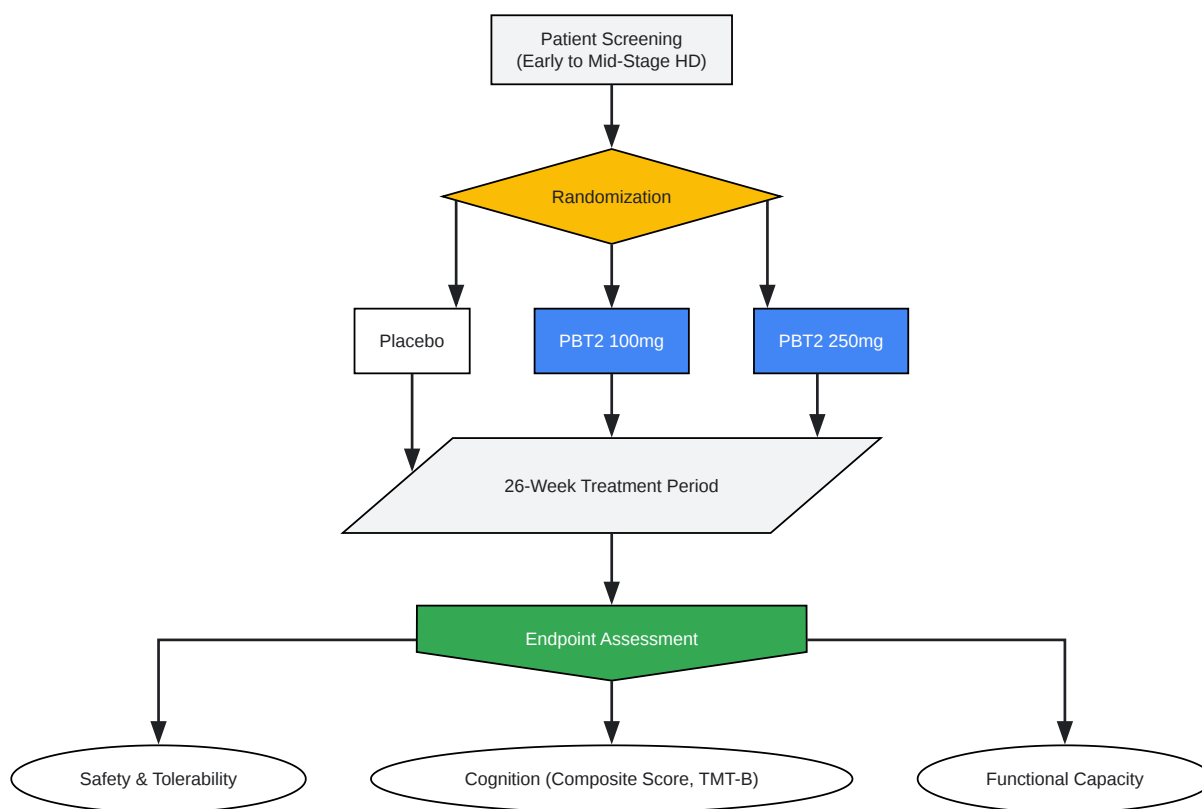 Patient Screening
(Early to Mid-Stage HD)
Randomization
Placebo
PBT2 100mg
PBT2 250mg
26-Week Treatment Period
Endpoint Assessment
Safety & Tolerability
Cognition (Composite Score, TMT-B)
Functional Capacity